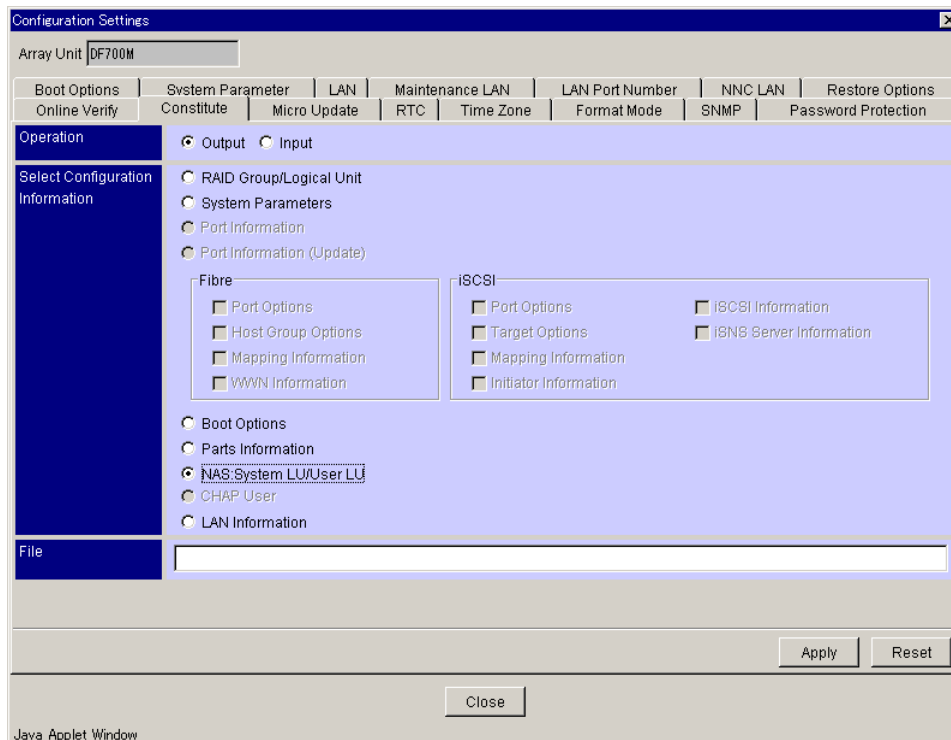 Configuration Settings
Array Unit DF700M
Boot Options System Parameter LAN Maintenance LAN LAN Port Number NNC LAN Restore Options
Online Verify Constitute Micro Update RTC Time Zone Format Mode SNMP Password Protection
Operation
Output Input
Select Configuration
Information
RAID Group/Logical Unit
System Parameters
Port Information
Port Information (Update)
Fibre
Port Options
Host Group Options
Mapping Information
WWN Information
iSCSI
Port Options iSCSI Information
Target Options iSNS Server Information
Mapping Information
Initiator Information
Boot Options
Parts Information
NAS:System LU/User LU
CHAP User
LAN Information
File
Apply Reset
Close
Java Applet Window